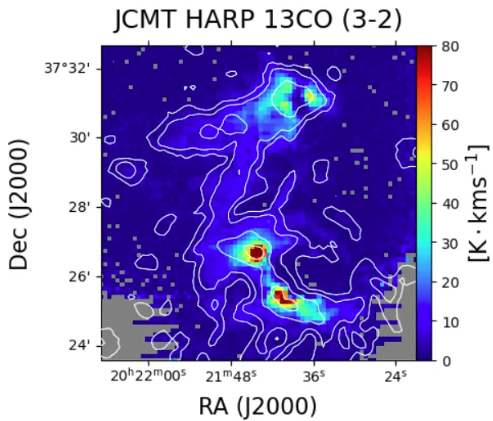 JCMT HARP 13CO (3-2)
80
70
60
50
40
30
20
10
0
[K · kms⁻¹]
37°32'
30'
28'
26'
24'
Dec (J2000)
20ʰ22ᵐ00ˢ 21ᵐ48ˢ 36ˢ 24ˢ
RA (J2000)